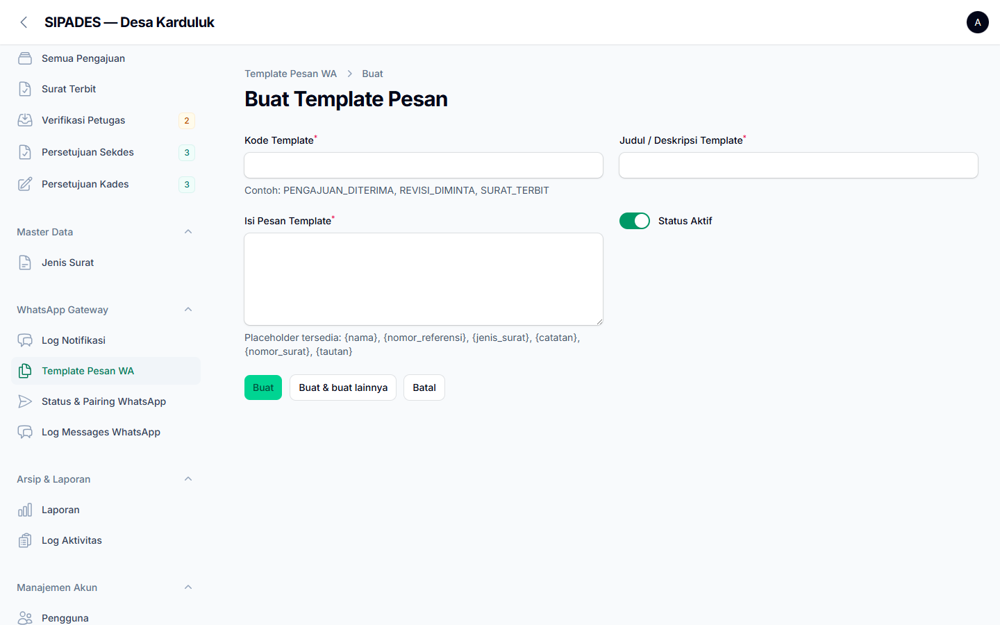 SIPADES — Desa Karduluk
A
Semua Pengajuan
Surat Terbit
Verifikasi Petugas 2
Persetujuan Sekdes 3
Persetujuan Kades 3
Master Data
Jenis Surat
WhatsApp Gateway
Log Notifikasi
Template Pesan WA
Status & Pairing WhatsApp
Log Messages WhatsApp
Arsip & Laporan
Laporan
Log Aktivitas
Manajemen Akun
Pengguna
Template Pesan WA > Buat
Buat Template Pesan
Kode Template*
Contoh: PENGAJUAN_DITERIMA, REVISI_DIMINTA, SURAT_TERBIT
Judul / Deskripsi Template*
Isi Pesan Template*
Placeholder tersedia: {nama}, {nomor_referensi}, {jenis_surat}, {catatan},
{nomor_surat}, {tautan}
Status Aktif
Buat
Buat & buat lainnya
Batal